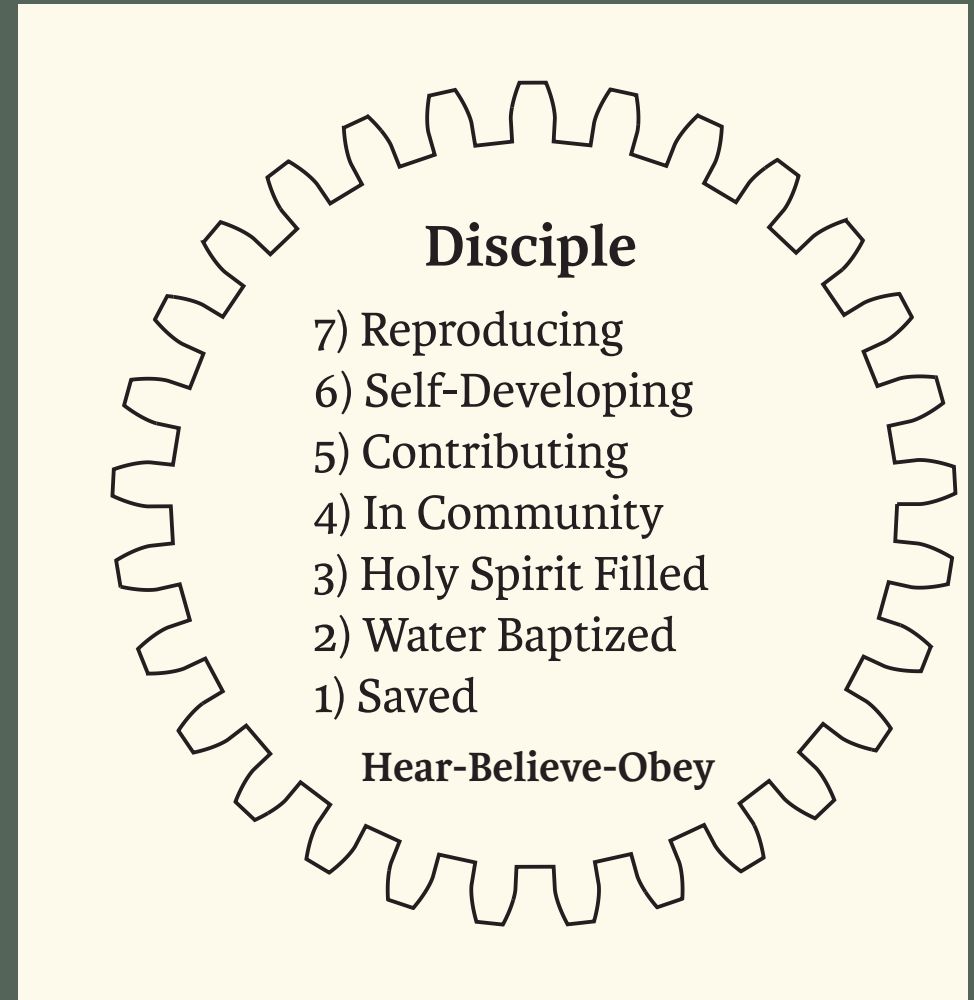 Disciple
7) Reproducing
6) Self-Developing
5) Contributing
4) In Community
3) Holy Spirit Filled
2) Water Baptized
1) Saved
Hear-Believe-Obey